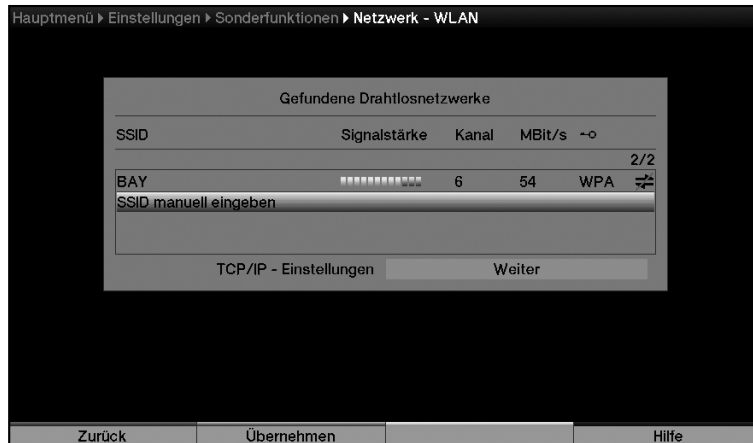 Hauptmenü ▸ Einstellungen ▸ Sonderfunktionen ▸ Netzwerk - WLAN
Gefundene Drahtlosnetzwerke
SSID Signalstärke Kanal MBit/s
2/2
BAY 6 54 WPA
SSID manuell eingeben
TCP/IP - Einstellungen Weiter
Zurück Übernehmen Hilfe